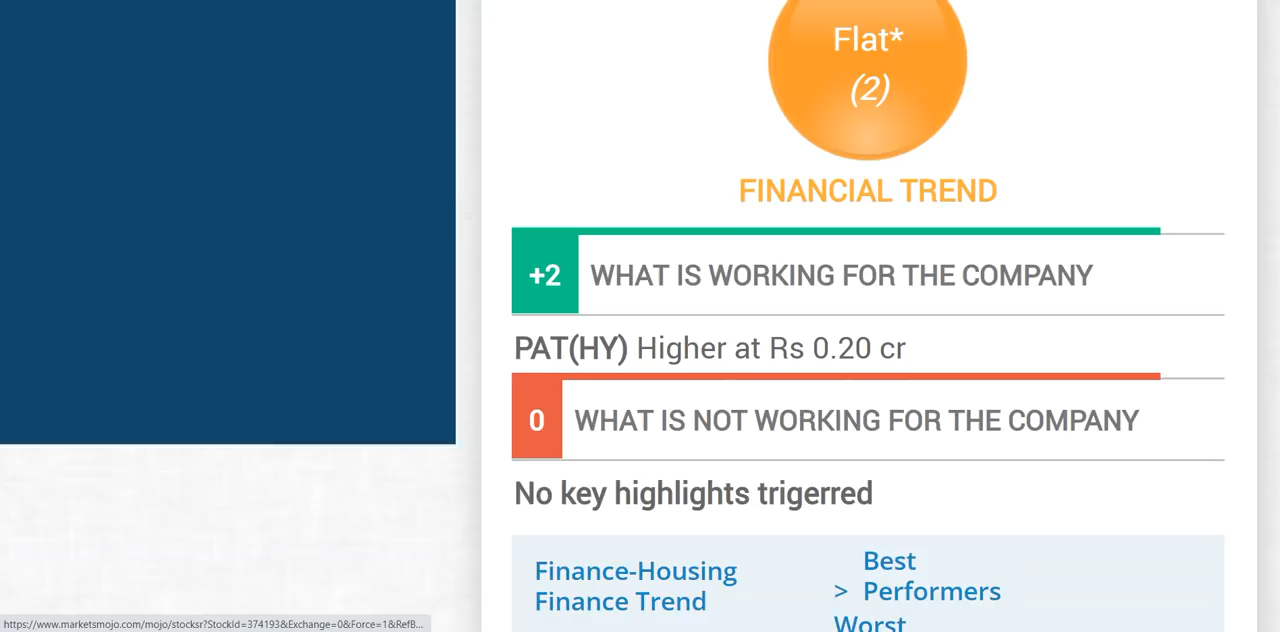 Flat*
(2)
FINANCIAL TREND
+2 WHAT IS WORKING FOR THE COMPANY
PAT(HY) Higher at Rs 0.20 cr
0 WHAT IS NOT WORKING FOR THE COMPANY
No key highlights trigerred
Finance-Housing
Finance Trend
Best
> Performers
Worst
https://www.marketsmojo.com/mojo/stocksr?StockId=374193&Exchange=0&Force=1&RefB...